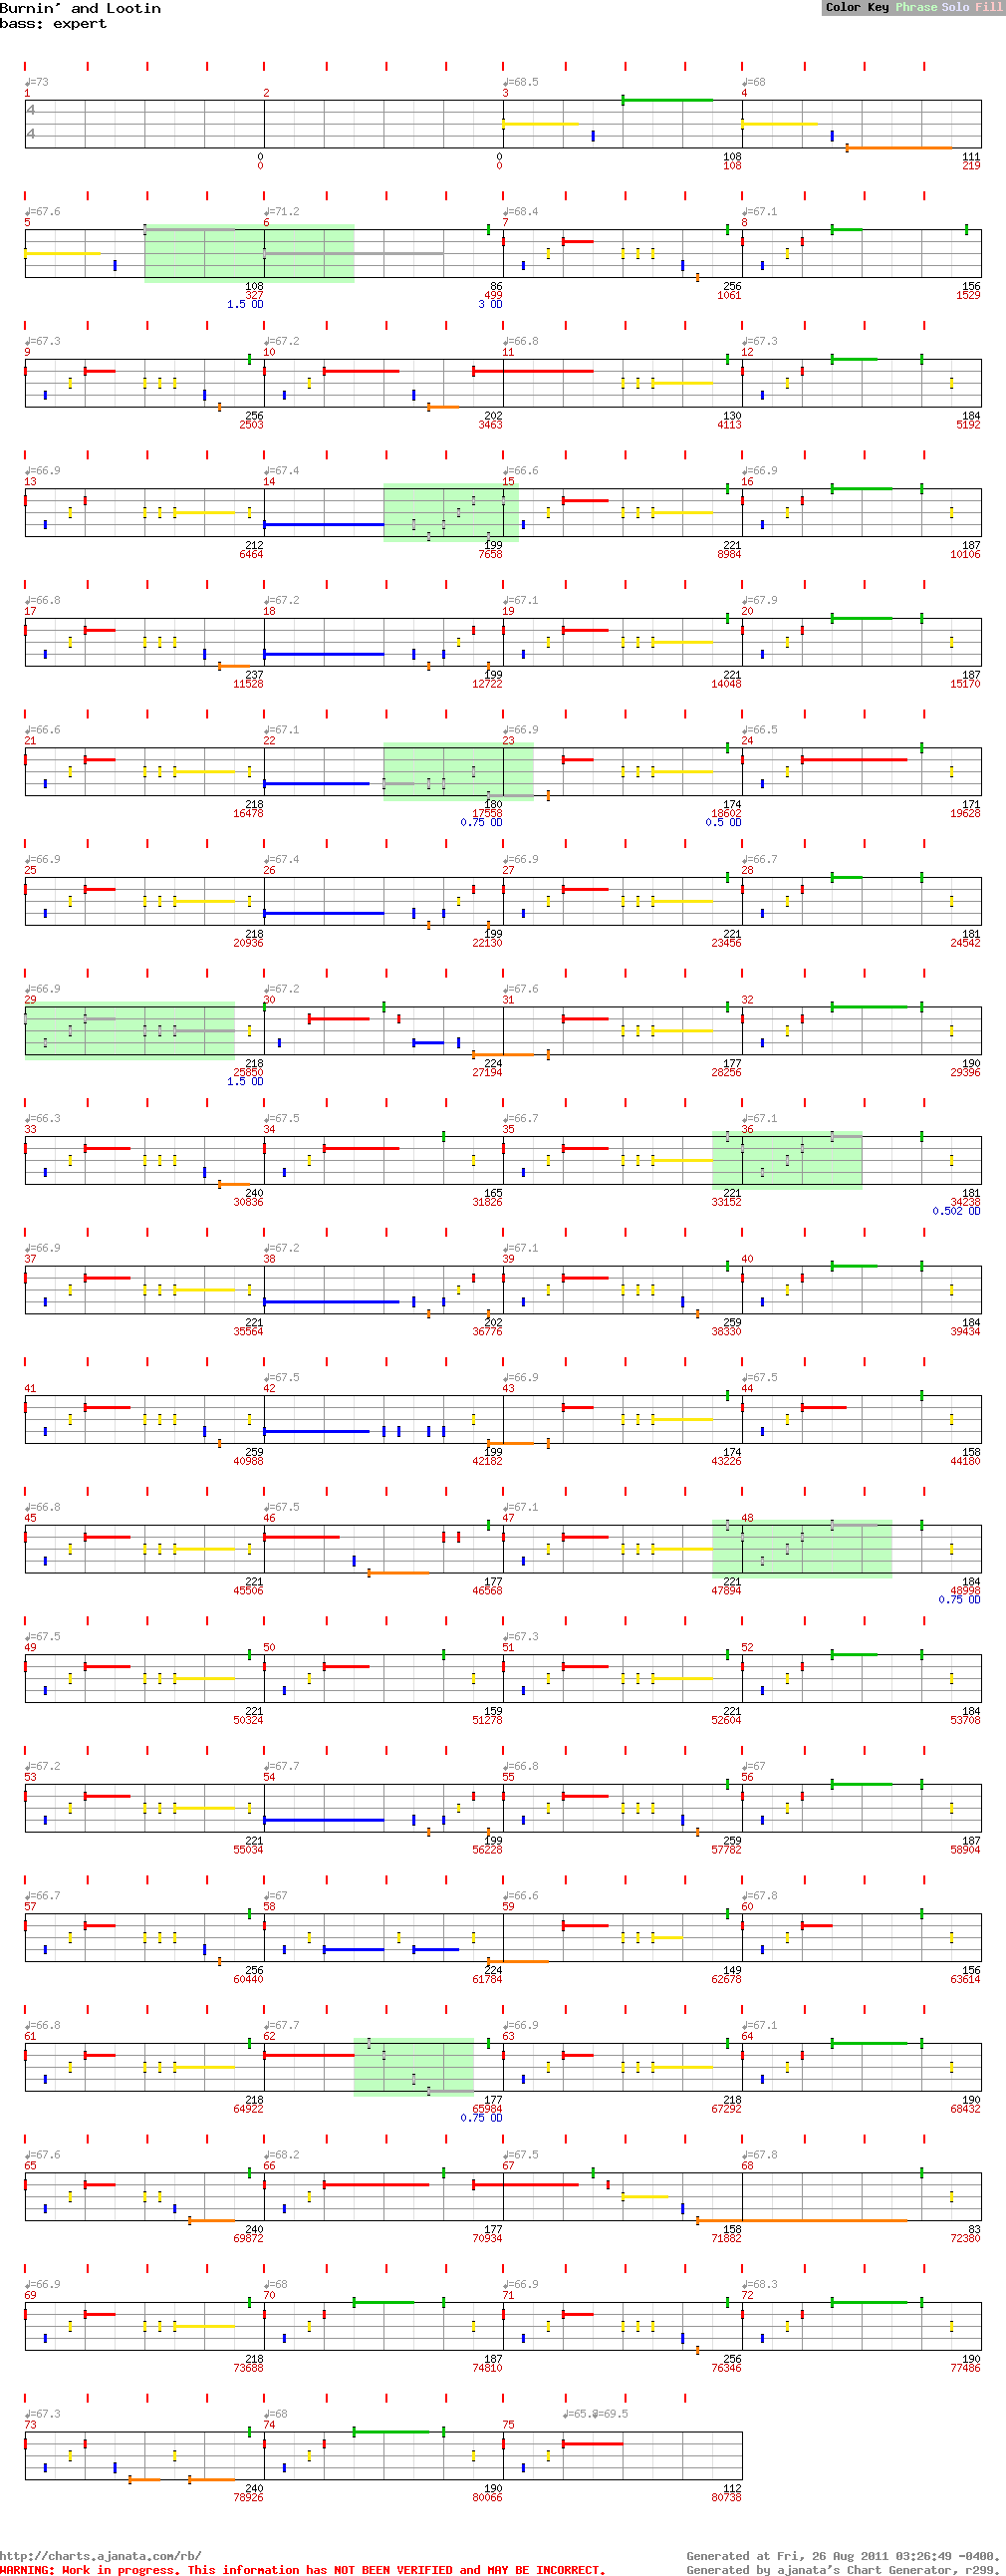 Burnin' and Lootin
bass: expert
Color Key Phrase Solo Fill
♩=73 ♩=68.5 ♩=68
1 2 3 4
4
4
0 0 108 111
0 0 108 219
♩=67.6 ♩=71.2 ♩=68.4 ♩=67.1
5 6 7 8
108 86 256 156
327 499 1061 1529
1.5 OD 3 OD
♩=67.3 ♩=67.2 ♩=66.8 ♩=67.3
9 10 11 12
256 202 130 184
2503 3463 4113 5192
♩=66.9 ♩=67.4 ♩=66.6 ♩=66.9
13 14 15 16
212 199 221 187
6464 7658 8984 10106
♩=66.8 ♩=67.2 ♩=67.1 ♩=67.9
17 18 19 20
237 199 221 187
11528 12722 14048 15170
♩=66.6 ♩=67.1 ♩=66.9 ♩=66.5
21 22 23 24
218 180 174 171
16478 17558 18602 19628
0.75 OD 0.5 OD
♩=66.9 ♩=67.4 ♩=66.9 ♩=66.7
25 26 27 28
218 199 221 181
20936 22130 23456 24542
♩=66.9 ♩=67.2 ♩=67.6
29 30 31 32
218 224 177 190
25850 27194 28256 29396
1.5 OD
♩=66.3 ♩=67.5 ♩=66.7 ♩=67.1
33 34 35 36
240 165 221 181
30836 31826 33152 34238
0.502 OD
♩=66.9 ♩=67.2 ♩=67.1
37 38 39 40
221 202 259 184
35564 36776 38330 39434
♩=67.5 ♩=66.9 ♩=67.5
41 42 43 44
259 199 174 158
40988 42182 43226 44180
♩=66.8 ♩=67.5 ♩=67.1
45 46 47 48
221 177 221 184
45506 46568 47894 48998
0.75 OD
♩=67.5 ♩=67.3
49 50 51 52
221 159 221 184
50324 51278 52604 53708
♩=67.2 ♩=67.7 ♩=66.8 ♩=67
53 54 55 56
221 199 259 187
55034 56228 57782 58904
♩=66.7 ♩=67 ♩=66.6 ♩=67.8
57 58 59 60
256 224 149 156
60440 61784 62678 63614
♩=66.8 ♩=67.7 ♩=66.9 ♩=67.1
61 62 63 64
218 177 218 190
64922 65984 67292 68432
0.75 OD
♩=67.6 ♩=68.2 ♩=67.5 ♩=67.8
65 66 67 68
240 177 158 83
69872 70934 71882 72380
♩=66.9 ♩=68 ♩=66.9 ♩=68.3
69 70 71 72
218 187 256 190
73688 74810 76346 77486
♩=67.3 ♩=68 ♩=69.5
73 74 75
240 190 112
78926 80066 80738
http://charts.ajanata.com/rb/
Generated at Fri, 26 Aug 2011 03:26:49 -0400.
WARNING: Work in progress. This information has NOT BEEN VERIFIED and MAY BE INCORRECT.
Generated by ajanata's Chart Generator, r299.